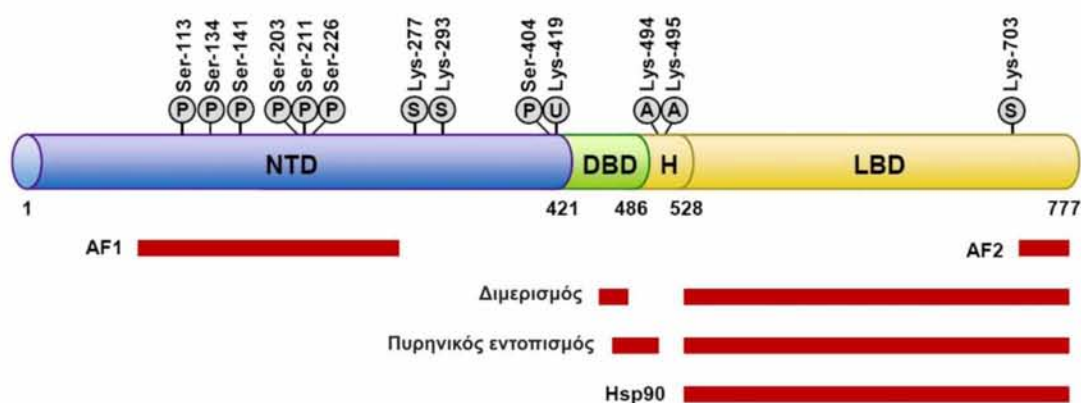 Ser-113 Ser-134 Ser-141 Ser-203 Ser-211 Ser-226 Lys-277 Lys-293 Ser-404 Lys-419 Lys-494 Lys-495 Lys-703
P P P P P P S S P U A A S
NTD DBD H LBD
1 421 486 528 777
AF1 AF2
Διμερισμός
Πυρηνικός εντοπισμός
Hsp90